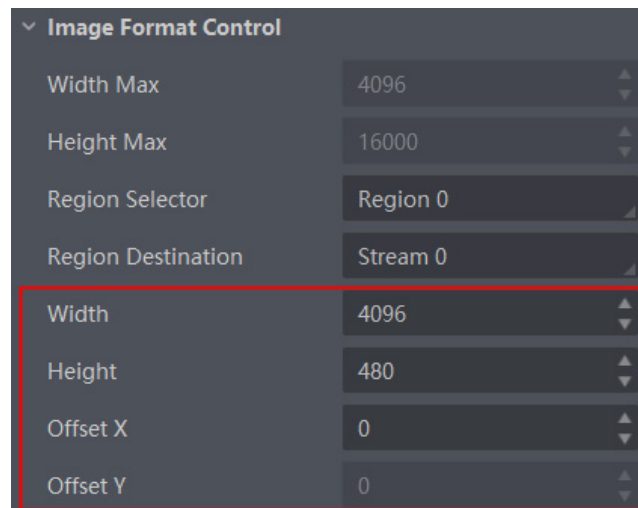 Image Format Control
Width Max 4096
Height Max 16000
Region Selector Region 0
Region Destination Stream 0
Width 4096
Height 480
Offset X 0
Offset Y 0